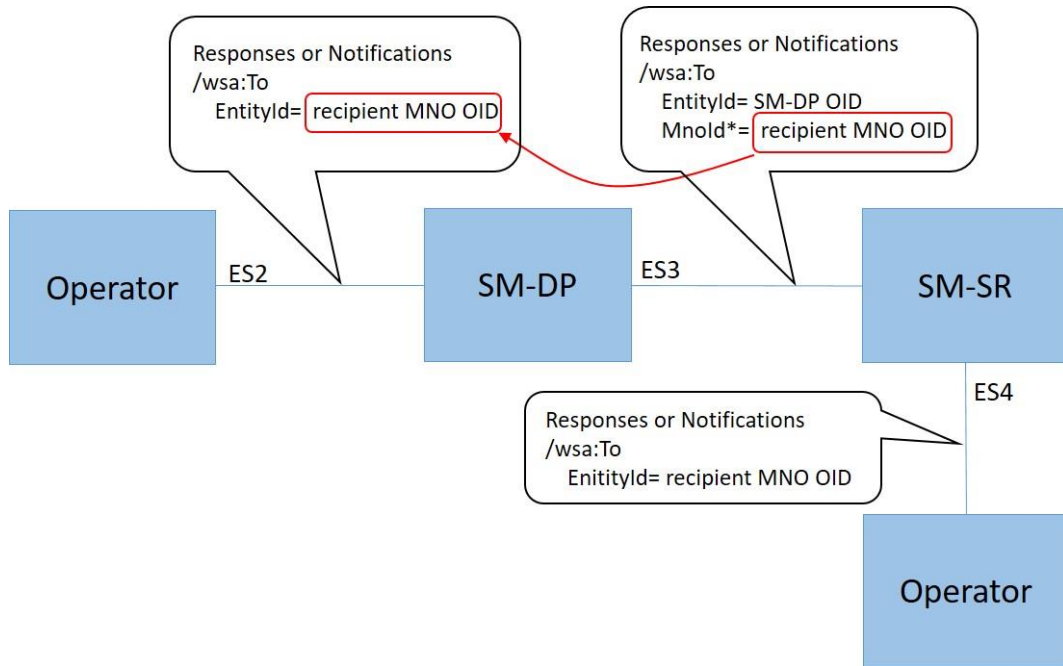 Responses or Notifications
/wsa:To
EntityId= recipient MNO OID
Responses or Notifications
/wsa:To
EntityId= SM-DP OID
MnoId*= recipient MNO OID
Operator
ES2
SM-DP
ES3
SM-SR
ES4
Responses or Notifications
/wsa:To
EnitityId= recipient MNO OID
Operator